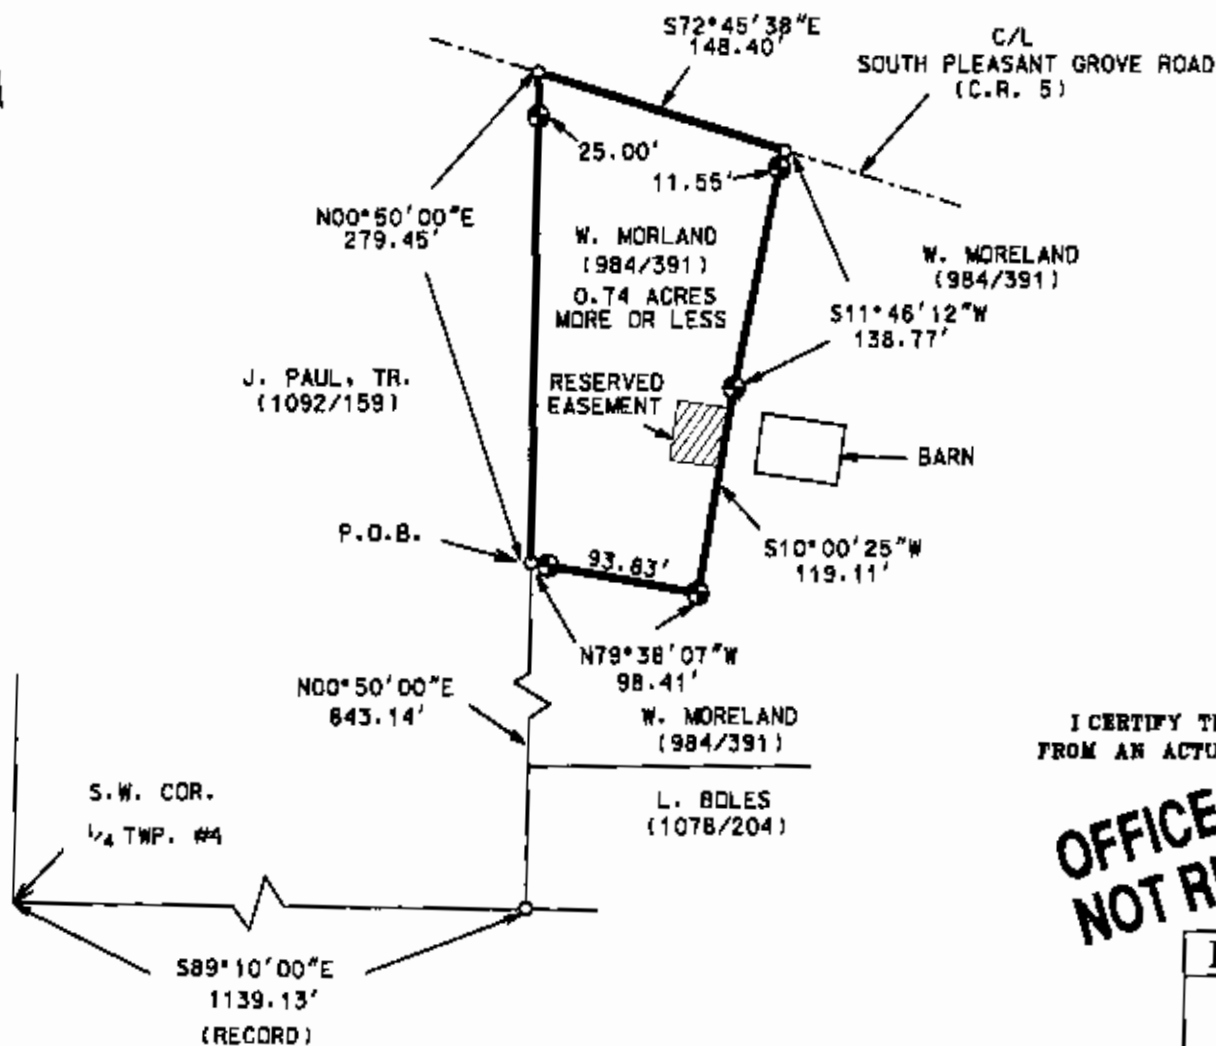 S72°45'38"E
148.40'
C/L
SOUTH PLEASANT GROVE ROAD
(C.R. 5)
25.00'
11.55'
N00°50'00"E
279.45'
W. MORLAND
(984/391)
0.74 ACRES
MORE OR LESS
W. MORELAND
(984/391)
S11°46'12"W
138.77'
J. PAUL, TR.
(1092/159)
RESERVED
EASEMENT
BARN
P.O.B.
93.83'
S10°00'25"W
119.11'
N79°38'07"W
98.41'
N00°50'00"E
643.14'
W. MORELAND
(984/391)
I CERTIFY
FROM AN
S.W. COR.
1/4 TWP. #4
L. BOLES
(1078/204)
OFFICE
NOT
S89°10'00"E
1139.13'
(RECORD)